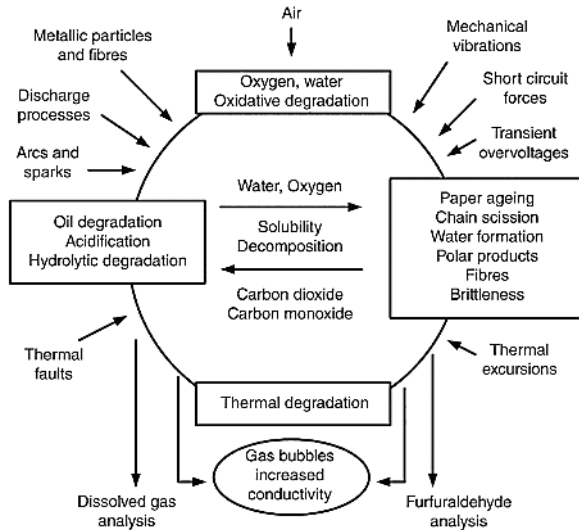 Air
Metallic particles
and fibres
Mechanical
vibrations
Oxygen, water
Oxidative degradation
Discharge
processes
Short circuit
forces
Arcs and
sparks
Transient
overvoltages
Water, Oxygen
Oil degradation
Acidification
Hydrolytic degradation
Solubility
Decomposition
Paper ageing
Chain scission
Water formation
Polar products
Fibres
Brittleness
Carbon dioxide
Carbon monoxide
Thermal
faults
Thermal
excursions
Thermal degradation
Gas bubbles
increased
conductivity
Dissolved gas
analysis
Furfuraldehyde
analysis